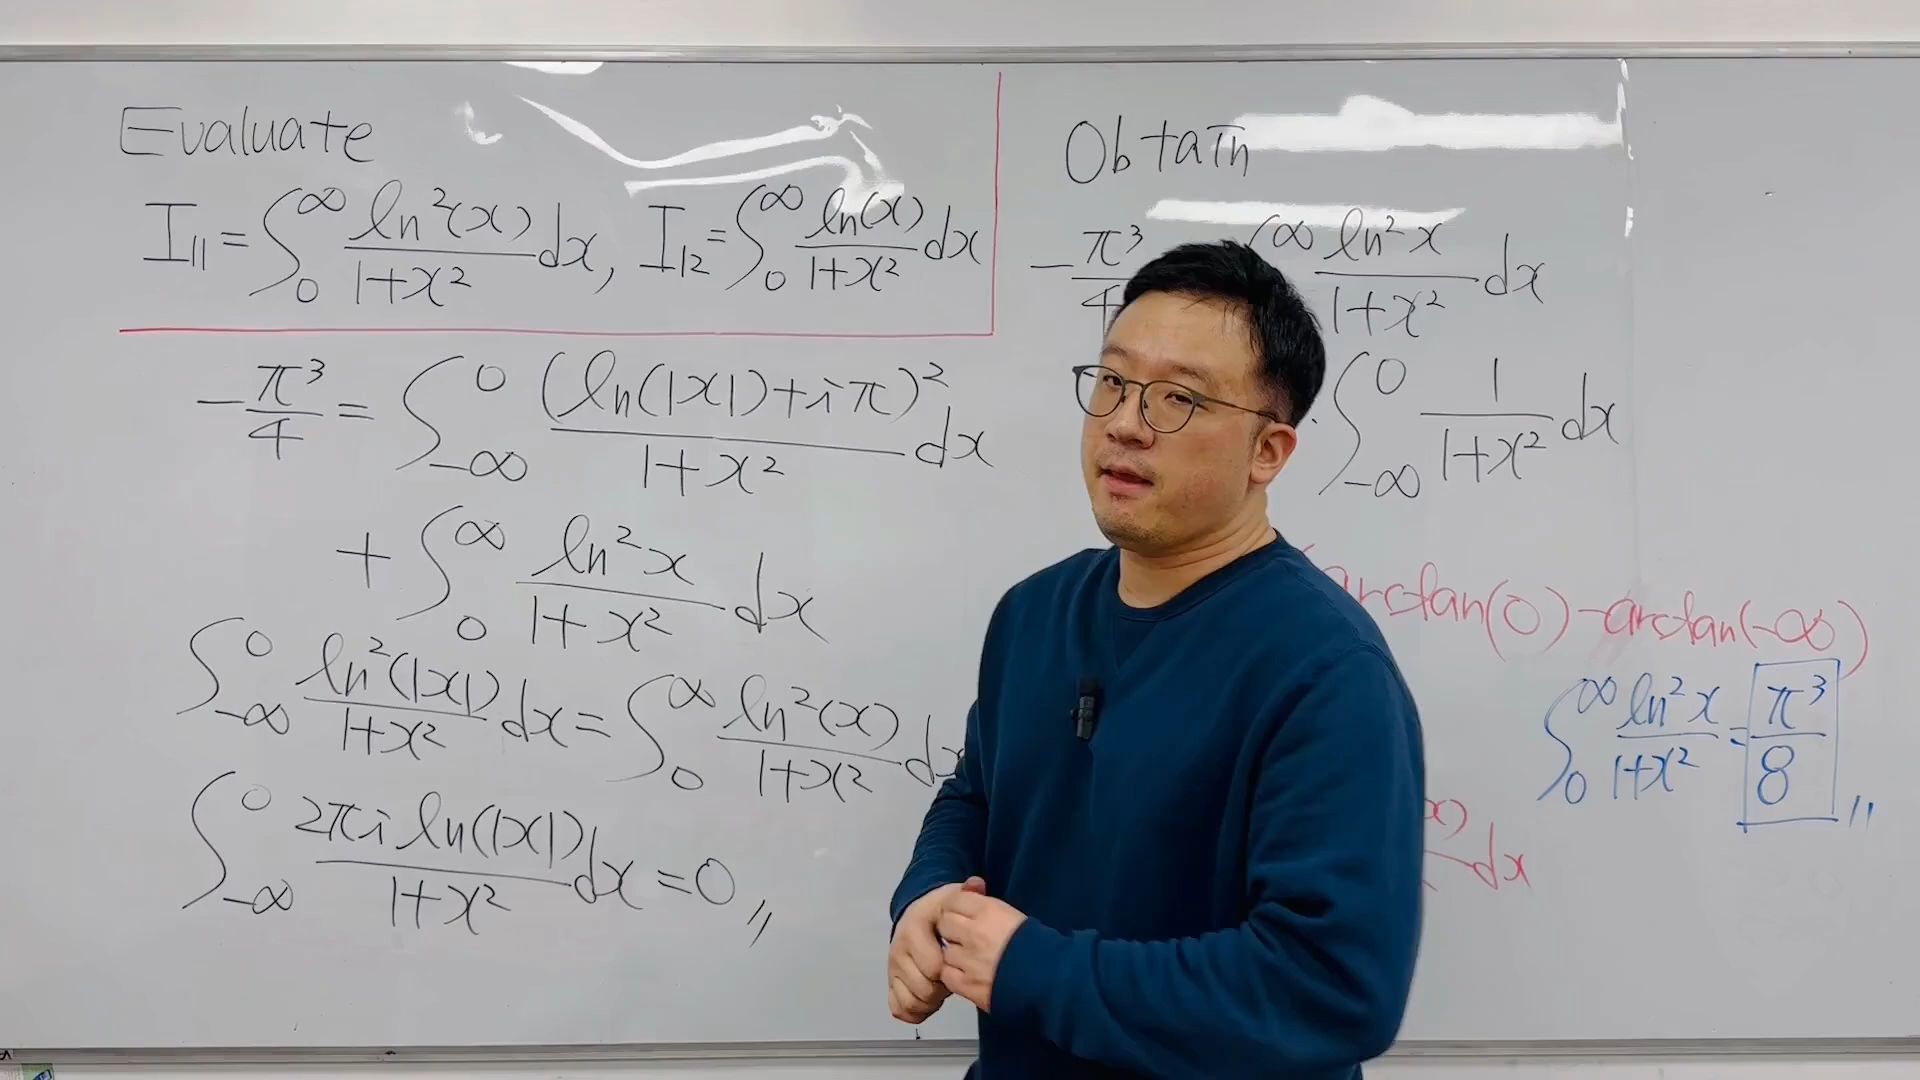 Evaluate
I₁₁ = ∫₀^∞ ln²(x)/(1+x²) dx, I₁₂ = ∫₀^∞ ln(x)/(1+x²) dx
-π³/4 = ∫_{-∞}^0 (ln(|x|)+iπ)²/(1+x²) dx
+ ∫₀^∞ ln²x/(1+x²) dx
∫_{-∞}^0 ln²(|x|)/(1+x²) dx = ∫₀^∞ ln²(x)/(1+x²) dx
∫_{-∞}^0 2πi ln(|x|)/(1+x²) dx = 0 〃
Obtain
-π³/4 ∞ ln²x/(1+x²) dx
∫_{-∞}^0 1/(1+x²) dx
arctan(0)-arctan(-∞))
∫₀^∞ ln²x/(1+x²) = π³/8 〃
x) dx